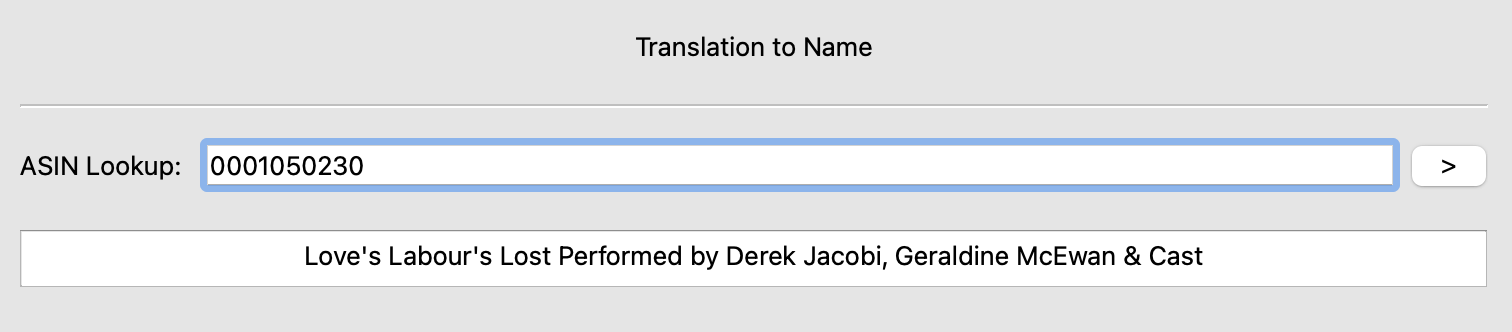 Translation to Name
ASIN Lookup: 0001050230 >
Love's Labour's Lost Performed by Derek Jacobi, Geraldine McEwan & Cast